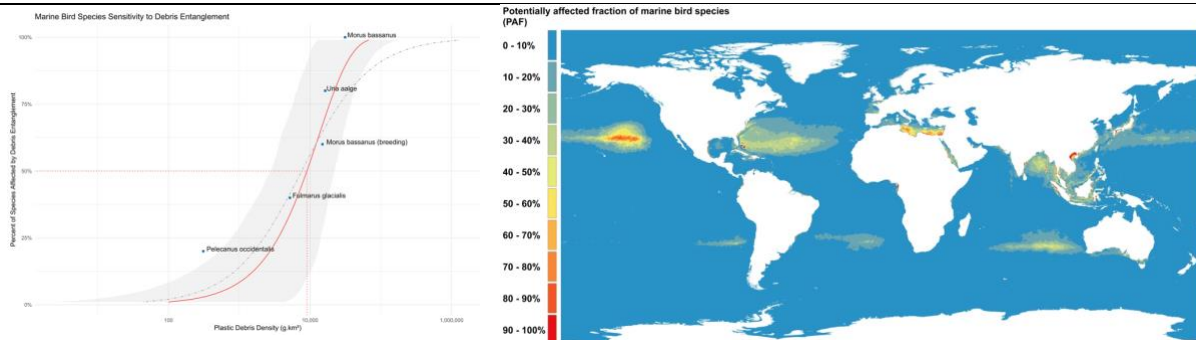 Marine Bird Species Sensitivity to Debris Entanglement
Percent of Species Affected by Debris Entanglement
100%
75%
50%
25%
0%
Morus bassanus
Uria aalge
Morus bassanus (breeding)
Fulmarus glacialis
Pelecanus occidentalis
100
10,000
1,000,000
Plastic Debris Density (g.km²)
Potentially affected fraction of marine bird species
(PAF)
0 - 10%
10 - 20%
20 - 30%
30 - 40%
40 - 50%
50 - 60%
60 - 70%
70 - 80%
80 - 90%
90 - 100%